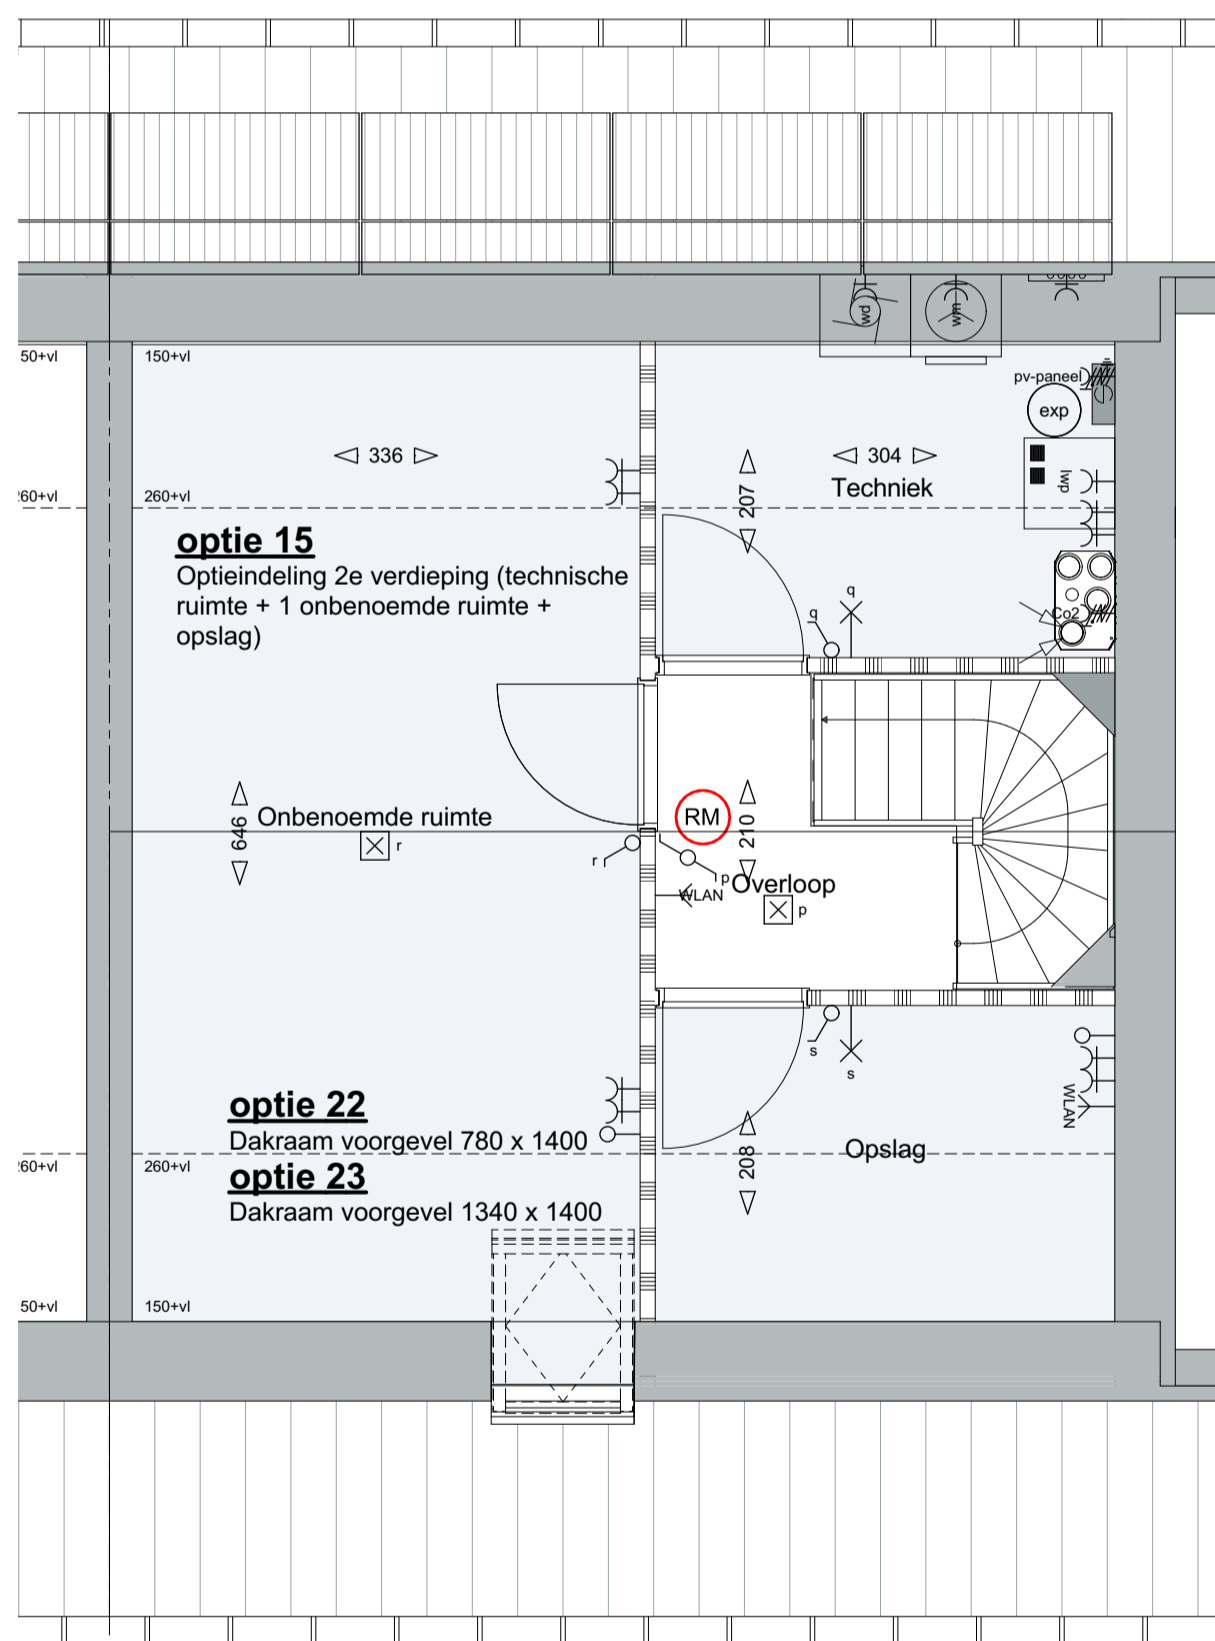 wd
wm
50+vl
150+vl
pv-paneel
exp
336
304
Techniek
lwp
207
260+vl
260+vl
optie 15
Optieindeling 2e verdieping (technische
ruimte + 1 onbenoemde ruimte +
opslag)
q
q
Co2
RM
Onbenoemde ruimte
646
r
r
210
p
WLAN
Overloop
p
s
s
WLAN
optie 22
Dakraam voorgevel 780 x 1400
Opslag
208
260+vl
260+vl
optie 23
Dakraam voorgevel 1340 x 1400
50+vl
150+vl